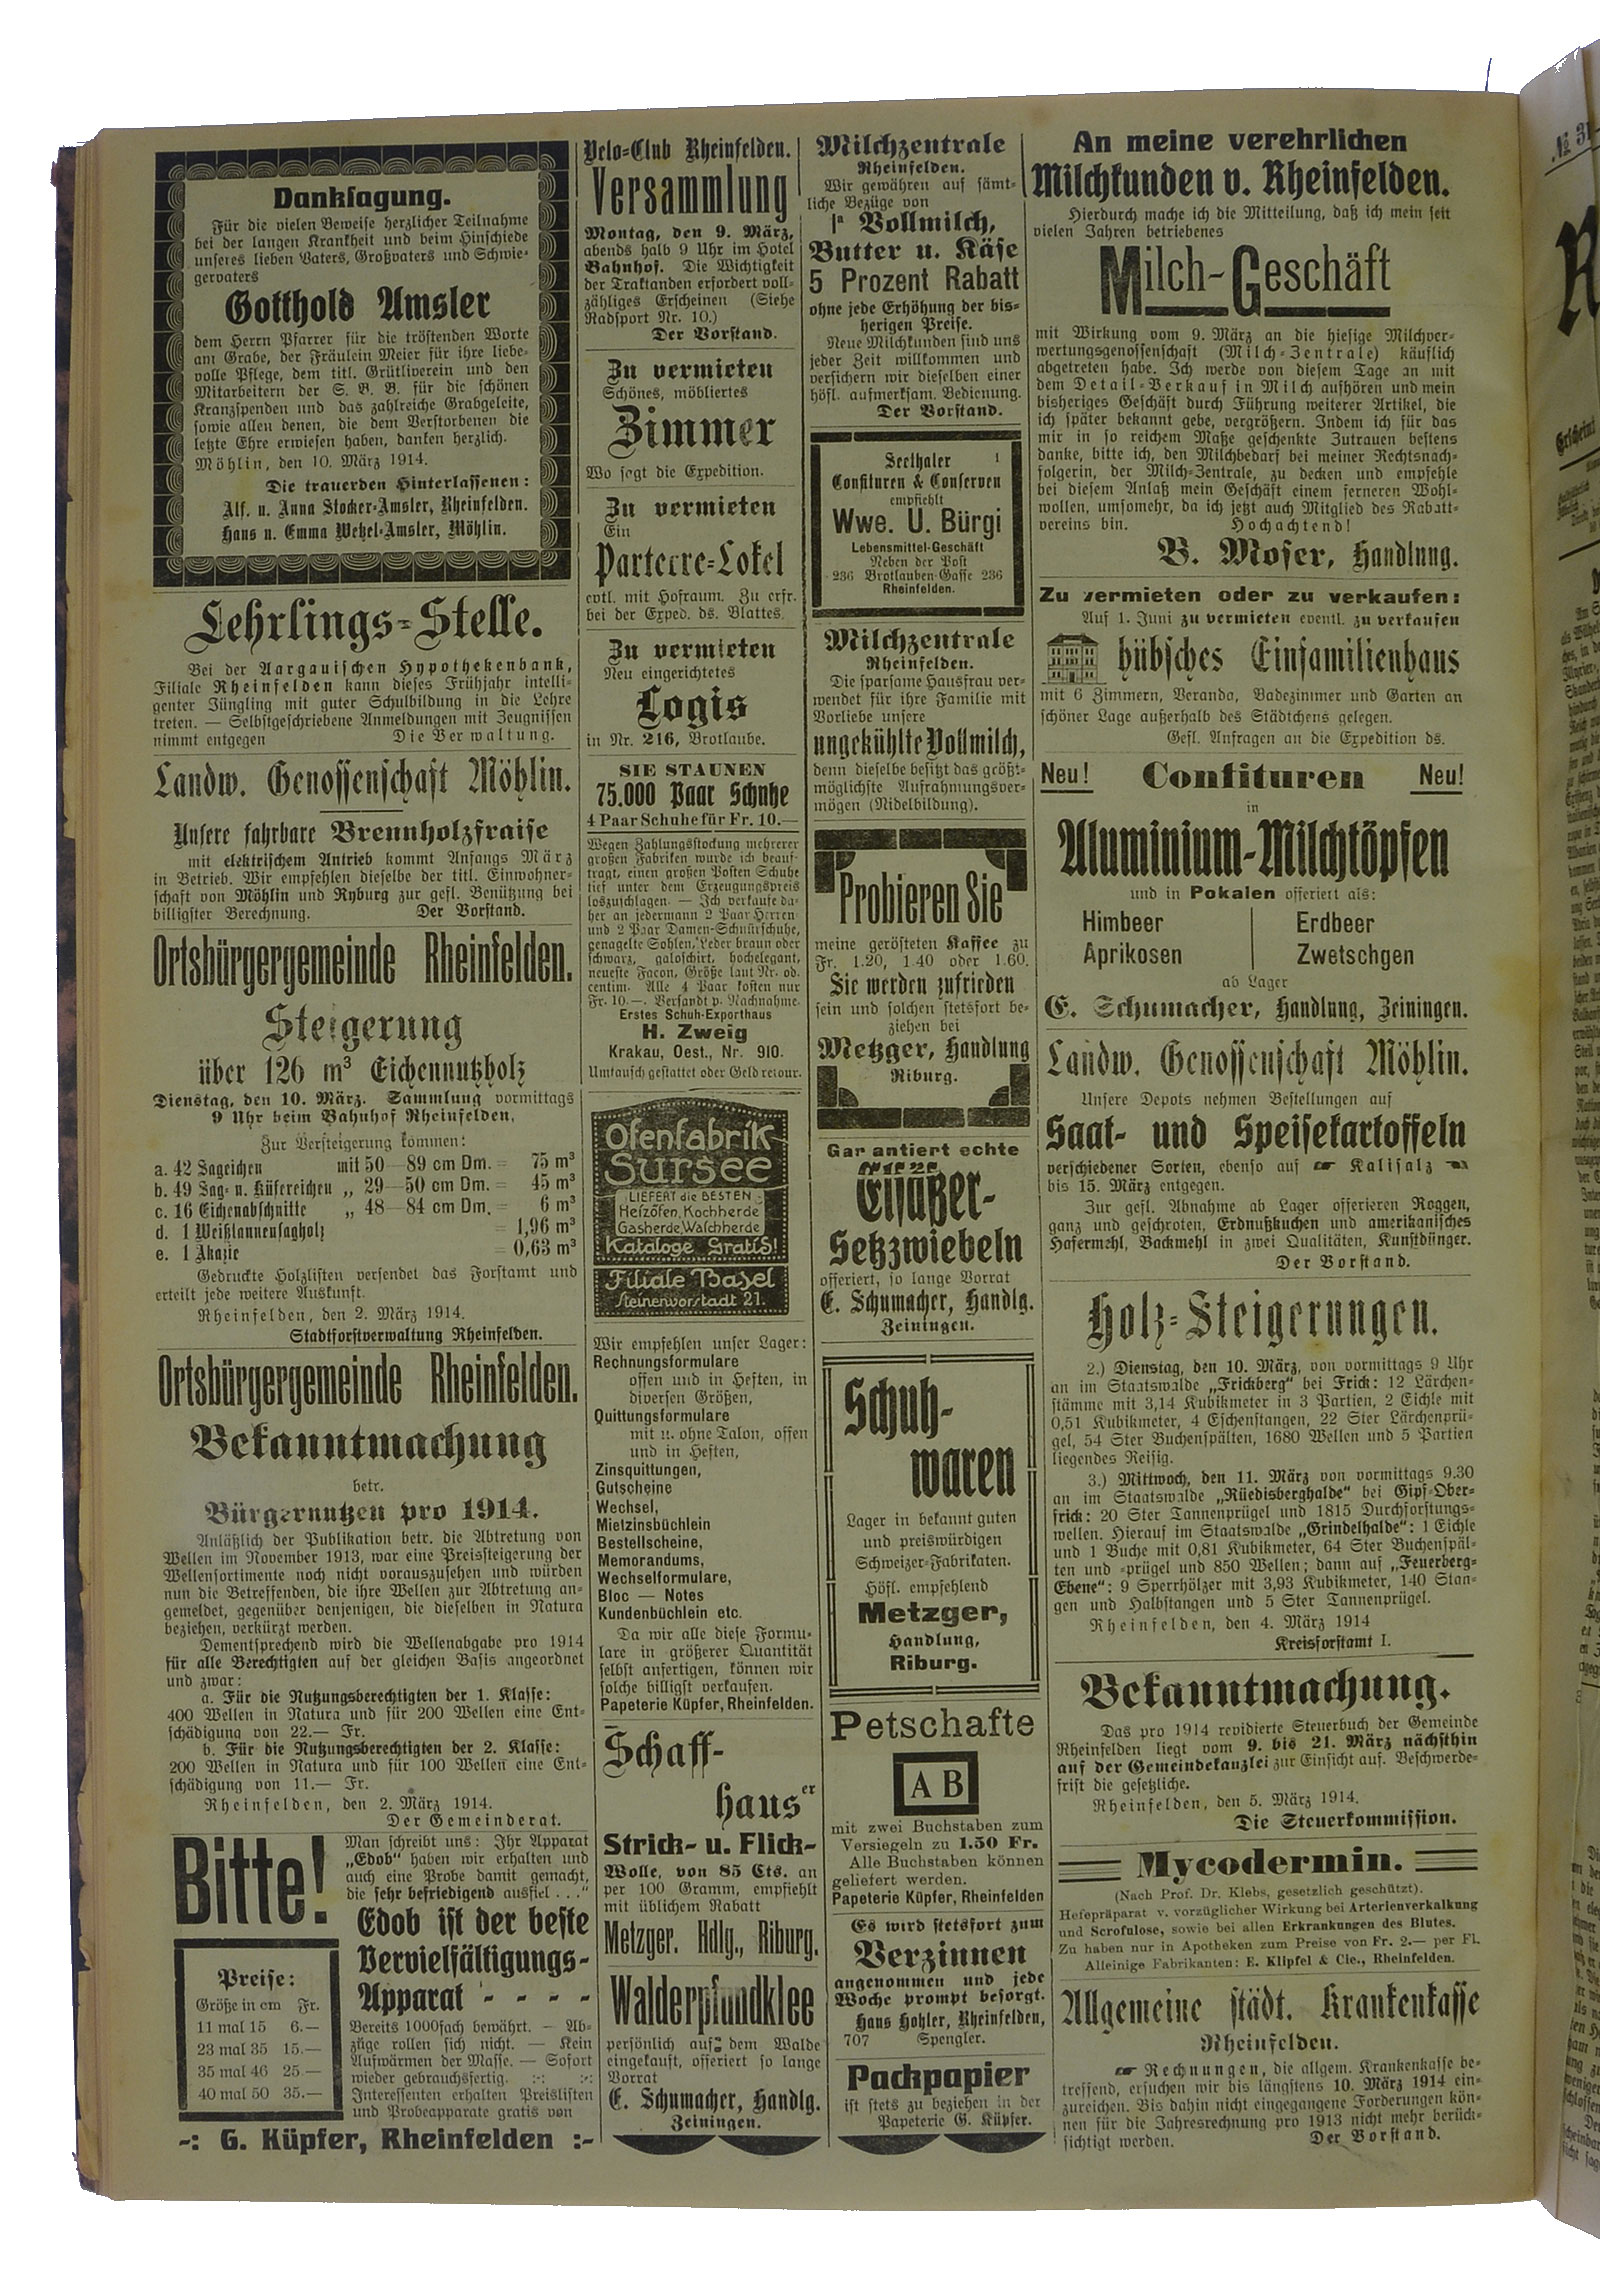 Danksagung.
Für die vielen Beweise herzlicher Teilnahme
bei der langen Krankheit und beim Hinschiede
unseres lieben Vaters, Großvaters und Schwie-
gervaters
Gotthold Amsler
dem Herrn Pfarrer für die tröstenden Worte
am Grabe, der Fräulein Meier für ihre liebe-
volle Pflege, dem titl. Grütliverein und den
Mitarbeitern der S. B. B. für die schönen
Kranzspenden und das zahlreiche Grabgeleite,
sowie allen denen, die dem Verstorbenen die
letzte Ehre erwiesen haben, danken herzlich.
Möhlin, den 10. März 1914.
Die trauerden Hinterlassenen:
Alf. u. Anna Stocker-Amsler, Rheinfelden.
Hans u. Emma Wetzel-Amsler, Möhlin.
Lehrlings-Stelle.
Bei der Aargauischen Hypothekenbank,
Filiale Rheinfelden kann dieses Frühjahr intelli-
genter Jüngling mit guter Schulbildung in die Lehre
treten. — Selbstgeschriebene Anmeldungen mit Zeugnissen
nimmt entgegen Die Verwaltung.
Landw. Genossenschaft Möhlin.
Unsere fahrbare Brennholzfraise
mit elektrischem Antrieb kommt Anfangs März
in Betrieb. Wir empfehlen dieselbe der titl. Einwohner-
schaft von Möhlin und Ryburg zur gefl. Benützung bei
billigster Berechnung. Der Vorstand.
Ortsbürgergemeinde Rheinfelden.
Steigerung
über 126 m³ Eichennutzholz
Dienstag, den 10. März. Sammlung vormittags
9 Uhr beim Bahnhof Rheinfelden.
Zur Versteigerung kommen:
a. 42 Sageichen mit 50—89 cm Dm. = 75 m³
b. 49 Sag- u. Küfereichen „ 29—50 cm Dm. = 45 m³
c. 16 Eichenabschnitte „ 48—84 cm Dm. = 6 m³
d. 1 Weißtannensagholz = 1,96 m³
e. 1 Akazie = 0,63 m³
Gedruckte Holzlisten versendet das Forstamt und
erteilt jede weitere Auskunft.
Rheinfelden, den 2. März 1914.
Stadtforstverwaltung Rheinfelden.
Ortsbürgergemeinde Rheinfelden.
Bekanntmachung
betr.
Bürgernutzen pro 1914.
Anläßlich der Publikation betr. die Abtretung von
Wellen im November 1913, war eine Preissteigerung der
Wellensortimente noch nicht vorauszusehen und würden
nun die Betreffenden, die ihre Wellen zur Abtretung an-
gemeldet, gegenüber denjenigen, die dieselben in Natura
beziehen, verkürzt werden.
Dementsprechend wird die Wellenabgabe pro 1914
für alle Berechtigten auf der gleichen Basis angeordnet
und zwar:
a. Für die Nutzungsberechtigten der 1. Klasse:
400 Wellen in Natura und für 200 Wellen eine Ent-
schädigung von 22.— Fr.
b. Für die Nutzungsberechtigten der 2. Klasse:
200 Wellen in Natura und für 100 Wellen eine Ent-
schädigung von 11.— Fr.
Rheinfelden, den 2. März 1914.
Der Gemeinderat.
Bitte!
Man schreibt uns: Ihr Apparat
„Edob“ haben wir erhalten und
auch eine Probe damit gemacht,
die sehr befriedigend ausfiel . . .“
Edob ist der beste
Vervielfältigungs-
Apparat - - - -
Preise:
Größe in cm Fr.
11 mal 15 6.—
23 mal 35 15.—
35 mal 46 25.—
40 mal 50 35.—
Bereits 1000fach bewährt. — Ab-
züge rollen sich nicht. — Kein
Aufwärmen der Masse. — Sofort
wieder gebrauchsfertig. :-: :-:
Interessenten erhalten Preislisten
und Probeapparate gratis von
-: G. Küpfer, Rheinfelden :-
Velo-Club Rheinfelden.
Versammlung
Montag, den 9. März,
abends halb 9 Uhr im Hotel
Bahnhof. Die Wichtigkeit
der Traktanden erfordert voll-
zähliges Erscheinen (Siehe
Radsport Nr. 10.)
Der Vorstand.
Zu vermieten
Schönes, möbliertes
Zimmer
Wo sagt die Expedition.
Zu vermieten
Ein
Parterre-Lokal
evtl. mit Hofraum. Zu erfr.
bei der Exped. ds. Blattes.
Zu vermieten
Neu eingerichtetes
Logis
in Nr. 216, Brotlaube.
SIE STAUNEN
75.000 Paar Schuhe
4 Paar Schuhe für Fr. 10.—
Wegen Zahlungsstockung mehrerer
großen Fabriken wurde ich beauf-
tragt, einen großen Posten Schuhe
tief unter dem Erzeugungspreis
loszuschlagen. — Ich verkaufe da-
her an jedermann 2 Paar Herren-
und 2 Paar Damen-Schnürschuhe,
genagelte Sohlen, Leder braun oder
schwarz, galoschirt, hochelegant,
neueste Facon, Größe laut Nr. od.
centim. Alle 4 Paar kosten nur
Fr. 10.—. Versandt p. Nachnahme.
Erstes Schuh-Exporthaus
H. Zweig
Krakau, Oest., Nr. 910.
Umtausch gestattet oder Geld retour.
Ofenfabrik
Sursee
LIEFERT die BESTEN
Heizöfen, Kochherde
Gasherde, Waschherde
Kataloge Gratis!
Filiale Basel
Steinenvorstadt 21.
Wir empfehlen unser Lager:
Rechnungsformulare
offen und in Heften, in
diversen Größen,
Quittungsformulare
mit u. ohne Talon, offen
und in Heften,
Zinsquittungen,
Gutscheine
Wechsel,
Mietzinsbüchlein
Bestellscheine,
Memorandums,
Wechselformulare,
Bloc — Notes
Kundenbüchlein etc.
Da wir alle diese Formu-
lare in größerer Quantität
selbst anfertigen, können wir
solche billigst verkaufen.
Papeterie Küpfer, Rheinfelden.
Schaff-
hauser
Strick- u. Flick-
Wolle, von 85 Cts. an
per 100 Gramm, empfiehlt
mit üblichem Rabatt
Metzger. Hdlg., Riburg.
Walderpfundklee
persönlich auf dem Walde
eingekauft, offeriert so lange
Vorrat
E. Schumacher, Handlg.
Zeiningen.
Milchzentrale
Rheinfelden.
Wir gewähren auf sämt-
liche Bezüge von
Iª Vollmilch,
Butter u. Käse
5 Prozent Rabatt
ohne jede Erhöhung der bis-
herigen Preise.
Neue Milchkunden sind uns
jeder Zeit willkommen und
versichern wir dieselben einer
höfl. aufmerksam. Bedienung.
Der Vorstand.
Seethaler
Confituren & Conserven
empfiehlt
Wwe. U. Bürgi
Lebensmittel-Geschäft
Neben der Post
236 Brotlauben-Gasse 236
Rheinfelden.
Milchzentrale
Rheinfelden.
Die sparsame Hausfrau ver-
wendet für ihre Familie mit
Vorliebe unsere
ungekühlte Vollmilch,
denn dieselbe besitzt das größt-
möglichste Aufrahmungsver-
mögen (Nidelbildung).
Probieren Sie
meine gerösteten Kaffee zu
Fr. 1.20, 1.40 oder 1.60.
Sie werden zufrieden
sein und solchen stetsfort be-
ziehen bei
Metzger, Handlung
Riburg.
Garantiert echte
Elsäßer-
Setzzwiebeln
offeriert, so lange Vorrat
E. Schumacher, Handlg.
Zeiningen.
Schuh-
waren
Lager in bekannt guten
und preiswürdigen
Schweizer-Fabrikaten.
Höfl. empfehlend
Metzger,
Handlung,
Riburg.
Petschafte
A B
mit zwei Buchstaben zum
Versiegeln zu 1.50 Fr.
Alle Buchstaben können
geliefert werden.
Papeterie Küpfer, Rheinfelden
Es wird stetsfort zum
Verzinnen
angenommen und jede
Woche prompt besorgt.
Hans Hohler, Rheinfelden,
707 Spengler.
Packpapier
ist stets zu beziehen in der
Papeterie G. Küpfer.
An meine verehrlichen
Milchkunden v. Rheinfelden.
Hierdurch mache ich die Mitteilung, daß ich mein seit
vielen Jahren betriebenes
Milch-Geschäft
mit Wirkung vom 9. März an die hiesige Milchver-
wertungsgenossenschaft (Milch-Zentrale) käuflich
abgetreten habe. Ich werde von diesem Tage an mit
dem Detail-Verkauf in Milch aufhören und mein
bisheriges Geschäft durch Führung weiterer Artikel, die
ich später bekannt gebe, vergrößern. Indem ich für das
mir in so reichem Maße geschenkte Zutrauen bestens
danke, bitte ich, den Milchbedarf bei meiner Rechtsnach-
folgerin, der Milch-Zentrale, zu decken und empfehle
bei diesem Anlaß mein Geschäft einem ferneren Wohl-
wollen, umsomehr, da ich jetzt auch Mitglied des Rabatt-
vereins bin. Hochachtend!
B. Moser, Handlung.
Zu vermieten oder zu verkaufen:
Auf 1. Juni zu vermieten eventl. zu verkaufen
hübsches Einfamilienhaus
mit 6 Zimmern, Veranda, Badezimmer und Garten an
schöner Lage außerhalb des Städtchens gelegen.
Gefl. Anfragen an die Expedition ds.
Neu! Confituren Neu!
in
Aluminium-Milchtöpfen
und in Pokalen offeriert als:
Himbeer Erdbeer
Aprikosen Zwetschgen
ab Lager
E. Schumacher, Handlung, Zeiningen.
Landw. Genossenschaft Möhlin.
Unsere Depots nehmen Bestellungen auf
Saat- und Speisekartoffeln
verschiedener Sorten, ebenso auf ☛ Kalisalz ☚
bis 15. März entgegen.
Zur gefl. Abnahme ab Lager offerieren Roggen,
ganz und geschroten, Erdnußkuchen und amerikanisches
Hafermehl, Backmehl in zwei Qualitäten, Kunstdünger.
Der Vorstand.
Holz-Steigerungen.
2.) Dienstag, den 10. März, von vormittags 9 Uhr
an im Staatswalde „Frickberg“ bei Frick: 12 Lärchen-
stämme mit 3,14 Kubikmeter in 3 Partien, 2 Eichle mit
0,51 Kubikmeter, 4 Eschenstangen, 22 Ster Lärchenprü-
gel, 54 Ster Buchenspälten, 1680 Wellen und 5 Partien
liegendes Reisig.
3.) Mittwoch, den 11. März von vormittags 9.30
an im Staatswalde „Rüedisberghalde“ bei Gipf-Ober-
frick: 20 Ster Tannenprügel und 1815 Durchforstungs-
wellen. Hierauf im Staatswalde „Grindelhalde“: 1 Eichle
und 1 Buche mit 0,81 Kubikmeter, 64 Ster Buchenspäl-
ten und -prügel und 850 Wellen; dann auf „Feuerberg-
Ebene“: 9 Sperrhölzer mit 3,93 Kubikmeter, 140 Stan-
gen und Halbstangen und 5 Ster Tannenprügel.
Rheinfelden, den 4. März 1914
Kreisforstamt I.
Bekanntmachung.
Das pro 1914 revidierte Steuerbuch der Gemeinde
Rheinfelden liegt vom 9. bis 21. März nächsthin
auf der Gemeindekanzlei zur Einsicht auf. Beschwerde-
frist die gesetzliche.
Rheinfelden, den 5. März 1914.
Die Steuerkommission.
Mycodermin.
(Nach Prof. Dr. Klebs, gesetzlich geschützt).
Hefepräparat v. vorzüglicher Wirkung bei Arterienverkalkung
und Scrofulose, sowie bei allen Erkrankungen des Blutes.
Zu haben nur in Apotheken zum Preise von Fr. 2.— per Fl.
Alleinige Fabrikanten: E. Klipfel & Cie., Rheinfelden.
Allgemeine städt. Krankenkasse
Rheinfelden.
☛ Rechnungen, die allgem. Krankenkasse be-
treffend, ersuchen wir bis längstens 10. März 1914 ein-
zureichen. Bis dahin nicht eingegangene Forderungen kön-
nen für die Jahresrechnung pro 1913 nicht mehr berück-
sichtigt werden. Der Vorstand.
№ 31